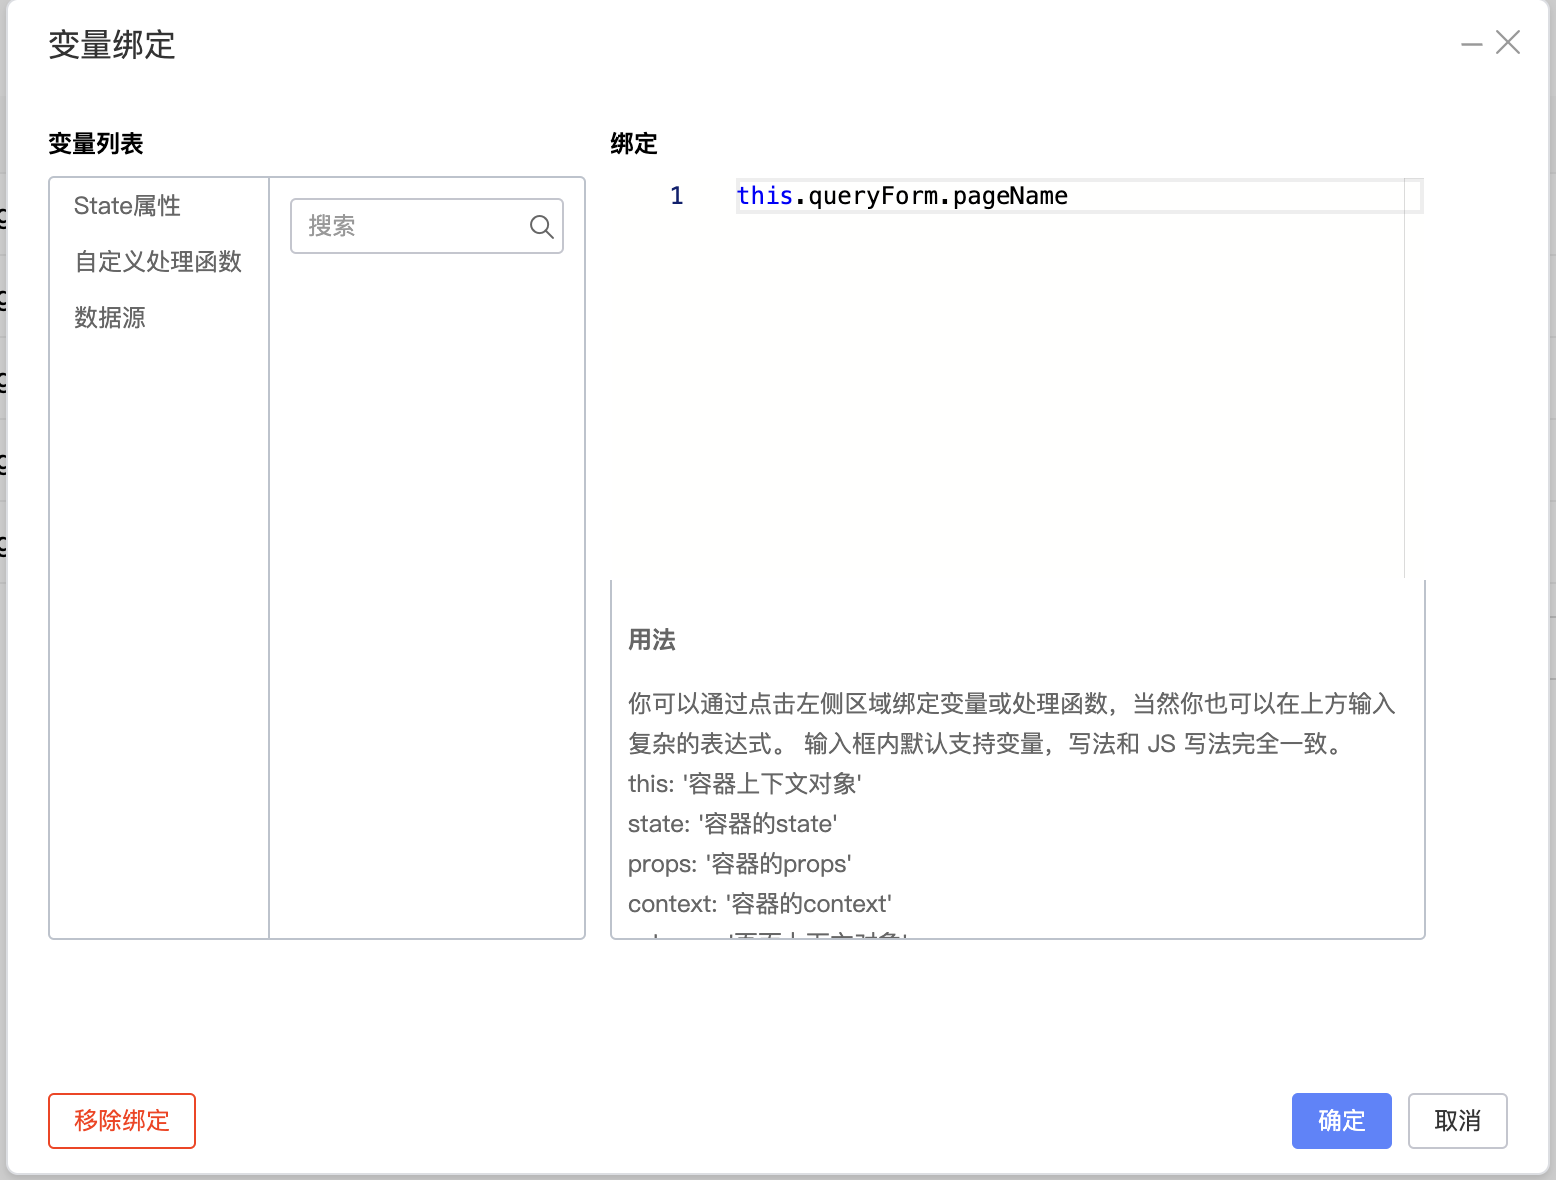 变量绑定
变量列表
绑定
State属性
自定义处理函数
数据源
搜索
1
this.queryForm.pageName
用法
你可以通过点击左侧区域绑定变量或处理函数，当然你也可以在上方输入
复杂的表达式。 输入框内默认支持变量，写法和 JS 写法完全一致。
this: '容器上下文对象'
state: '容器的state'
props: '容器的props'
context: '容器的context'
移除绑定
确定
取消